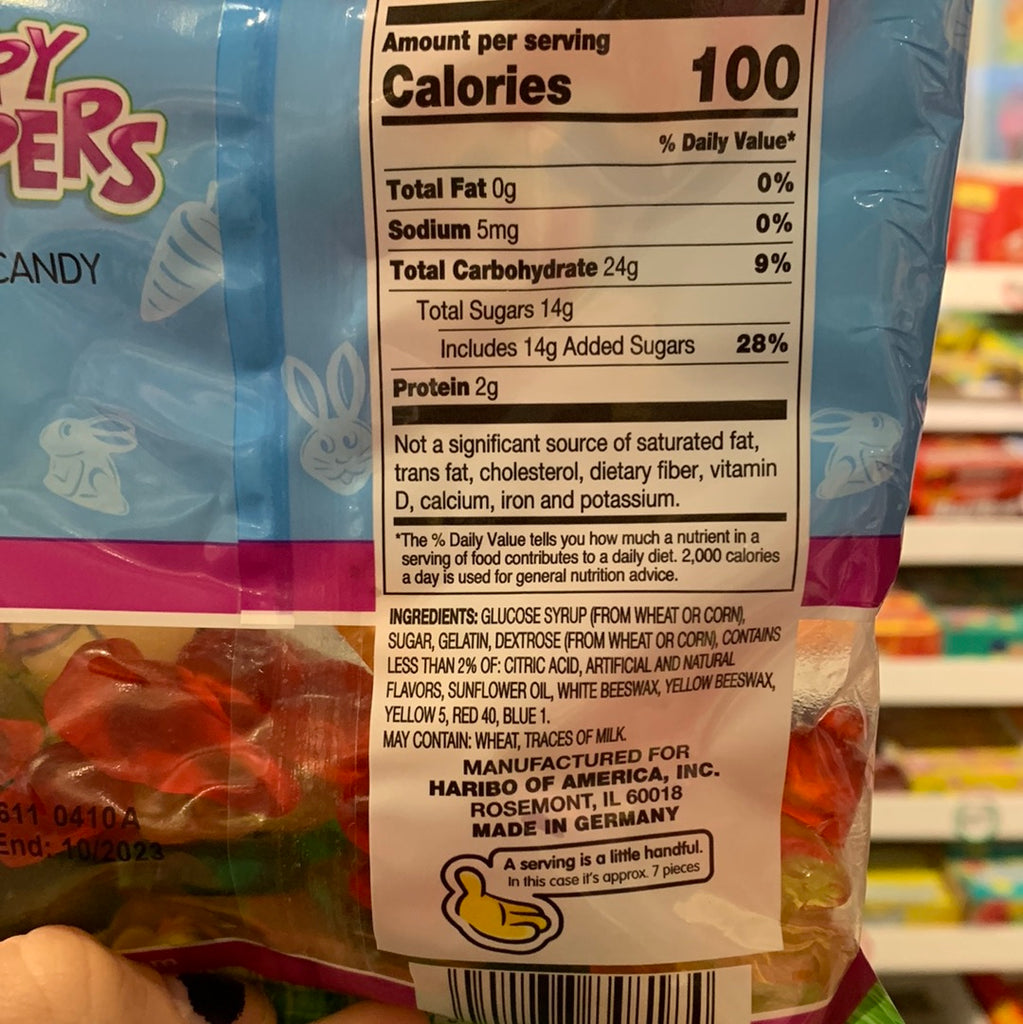 PY
PERS
CANDY
Amount per serving
Calories 100
% Daily Value*
Total Fat 0g 0%
Sodium 5mg 0%
Total Carbohydrate 24g 9%
Total Sugars 14g
Includes 14g Added Sugars 28%
Protein 2g
Not a significant source of saturated fat,
trans fat, cholesterol, dietary fiber, vitamin
D, calcium, iron and potassium.
*The % Daily Value tells you how much a nutrient in a
serving of food contributes to a daily diet. 2,000 calories
a day is used for general nutrition advice.
INGREDIENTS: GLUCOSE SYRUP (FROM WHEAT OR CORN),
SUGAR, GELATIN, DEXTROSE (FROM WHEAT OR CORN), CONTAINS
LESS THAN 2% OF: CITRIC ACID, ARTIFICIAL AND NATURAL
FLAVORS, SUNFLOWER OIL, WHITE BEESWAX, YELLOW BEESWAX,
YELLOW 5, RED 40, BLUE 1.
MAY CONTAIN: WHEAT, TRACES OF MILK.
MANUFACTURED FOR
HARIBO OF AMERICA, INC.
ROSEMONT, IL 60018
MADE IN GERMANY
A serving is a little handful.
In this case it's approx. 7 pieces
611 0410 A
End: 10/2023